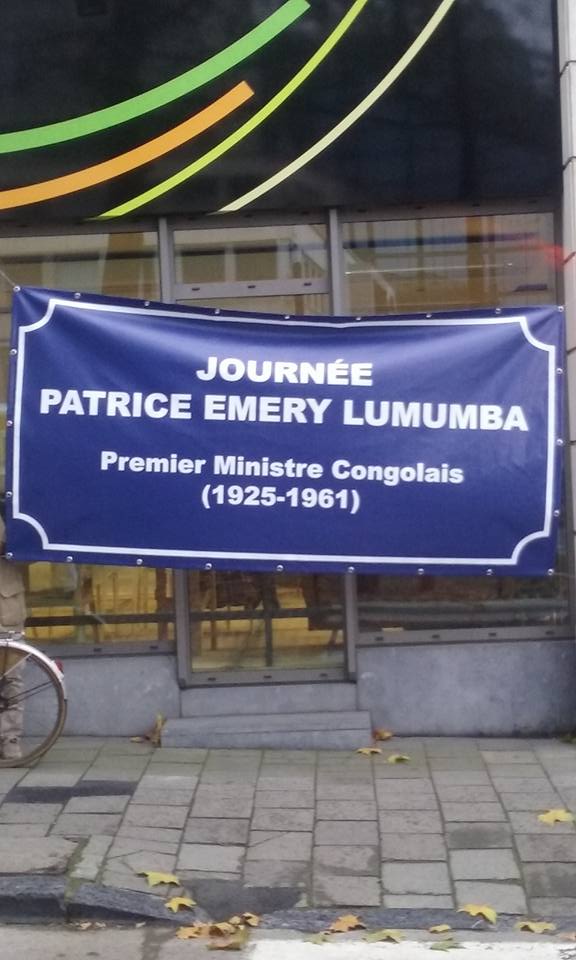 JOURNÉE
PATRICE EMERY LUMUMBA
Premier Ministre Congolais
(1925-1961)